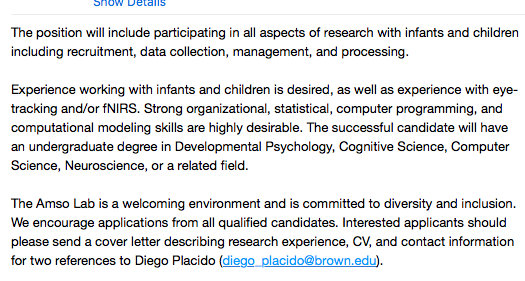 Show Details
The position will include participating in all aspects of research with infants and children
including recruitment, data collection, management, and processing.
Experience working with infants and children is desired, as well as experience with eye-
tracking and/or fNIRS. Strong organizational, statistical, computer programming, and
computational modeling skills are highly desirable. The successful candidate will have
an undergraduate degree in Developmental Psychology, Cognitive Science, Computer
Science, Neuroscience, or a related field.
The Amso Lab is a welcoming environment and is committed to diversity and inclusion.
We encourage applications from all qualified candidates. Interested applicants should
please send a cover letter describing research experience, CV, and contact information
for two references to Diego Placido (diego_placido@brown.edu).